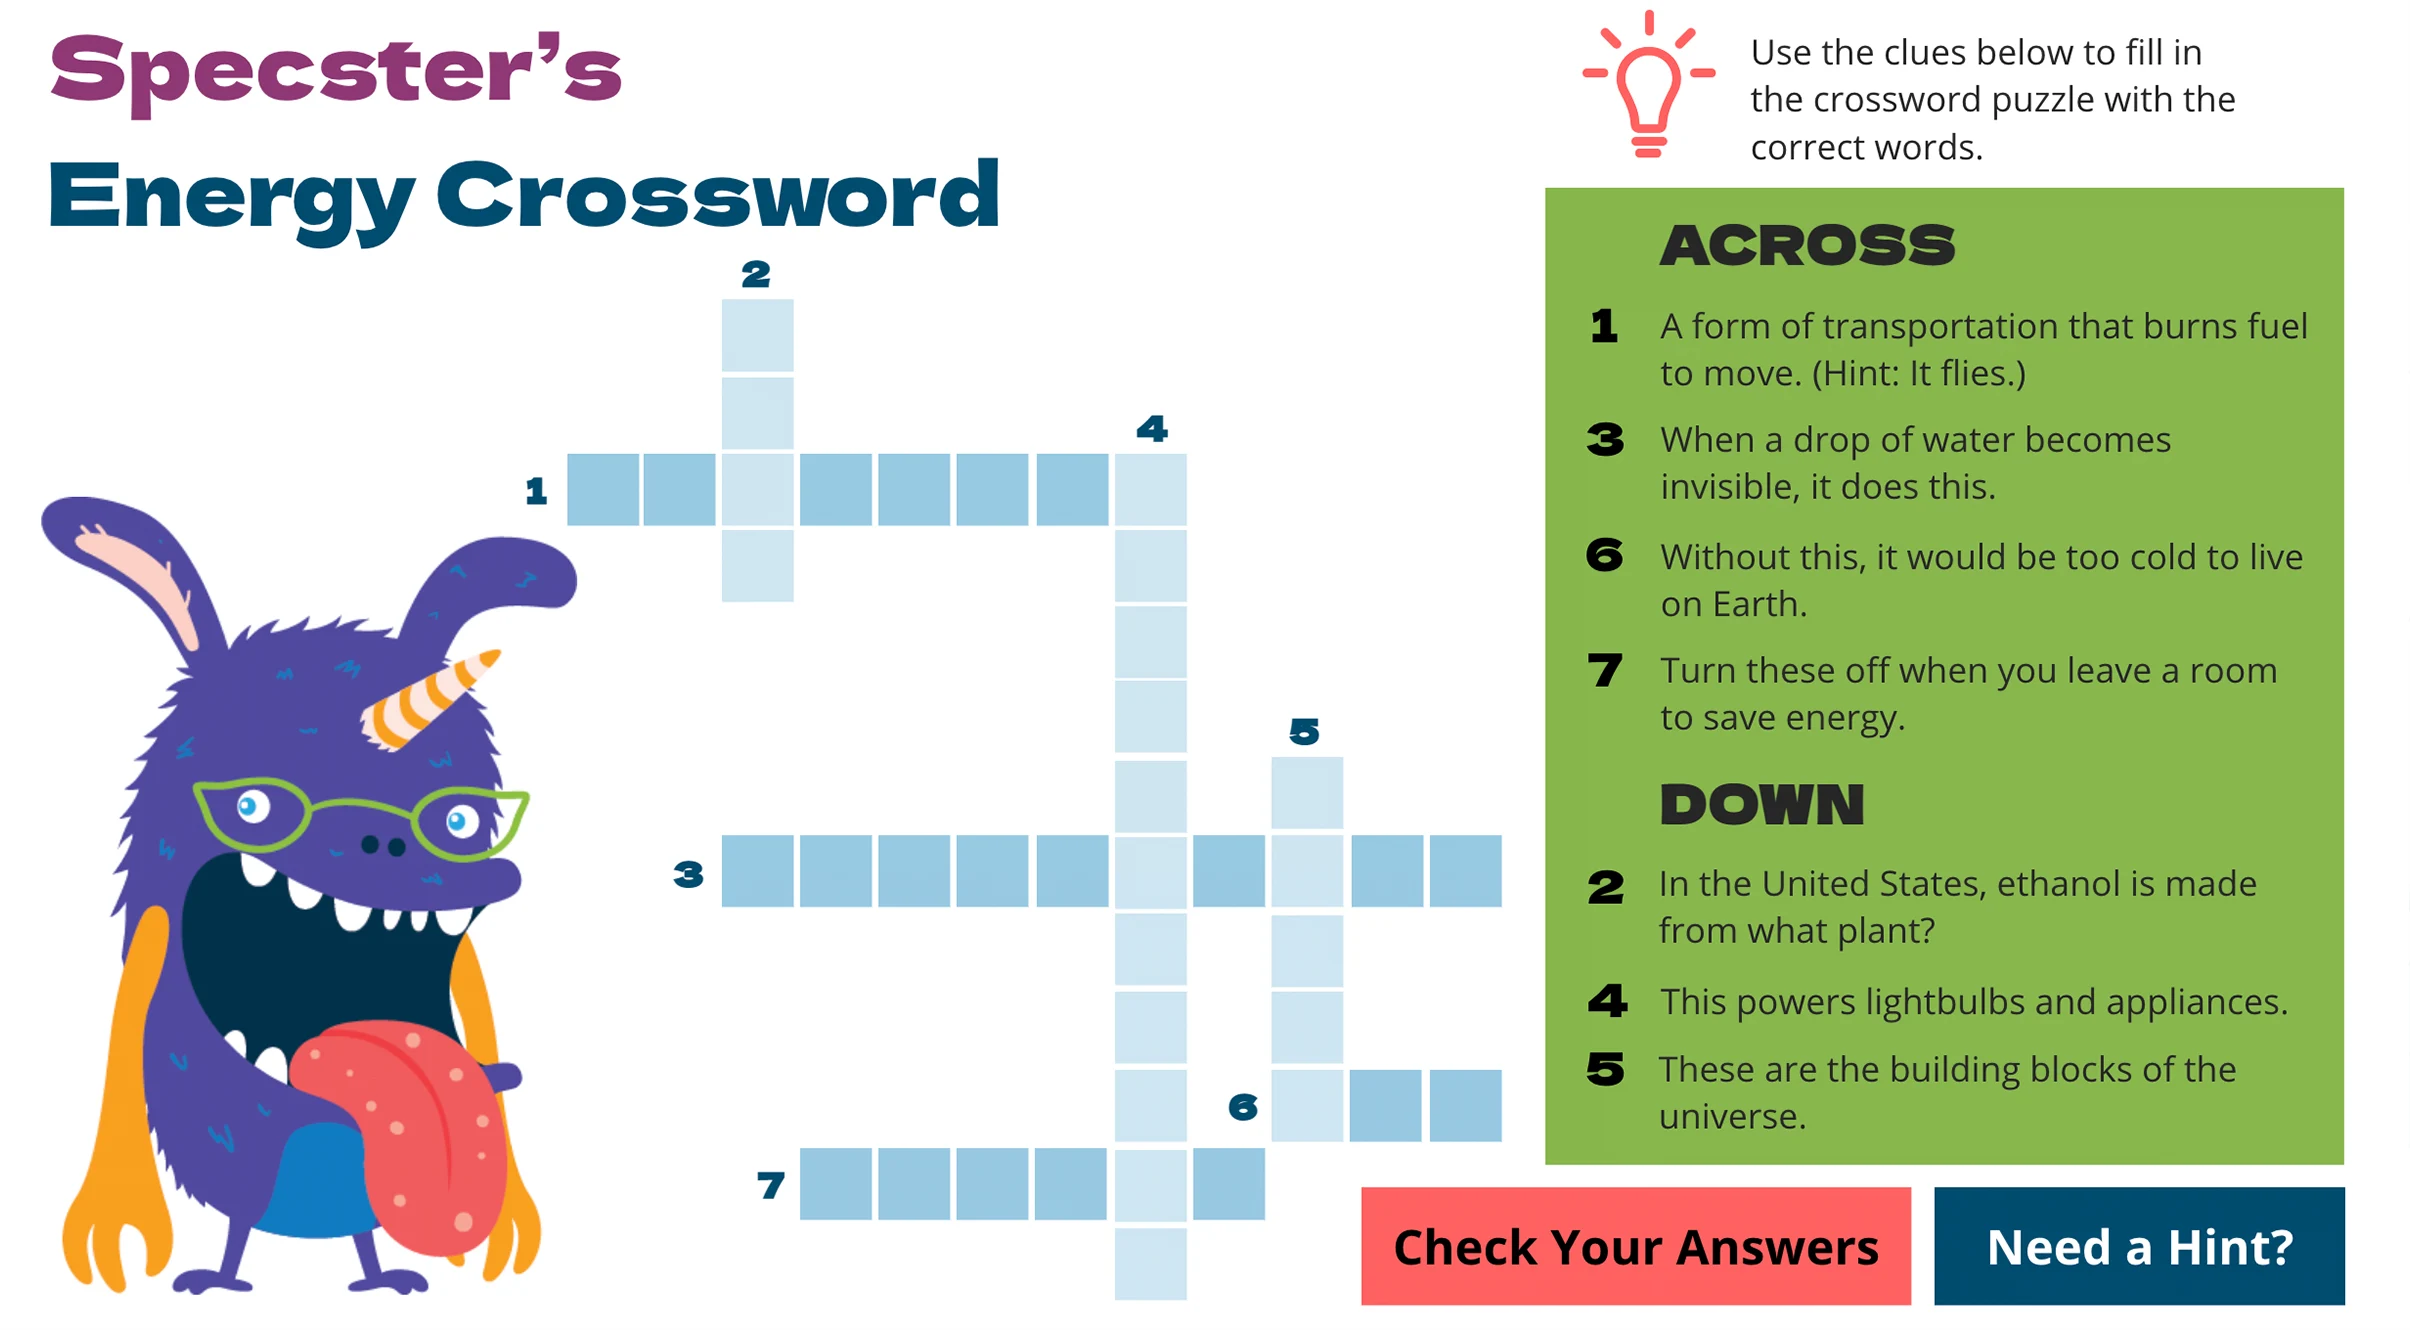 Specster’s
Energy Crossword
Use the clues below to fill in
the crossword puzzle with the
correct words.
2
4
1
5
3
6
7
ACROSS
1 A form of transportation that burns fuel
to move. (Hint: It flies.)
3 When a drop of water becomes
invisible, it does this.
6 Without this, it would be too cold to live
on Earth.
7 Turn these off when you leave a room
to save energy.
DOWN
2 In the United States, ethanol is made
from what plant?
4 This powers lightbulbs and appliances.
5 These are the building blocks of the
universe.
Check Your Answers
Need a Hint?